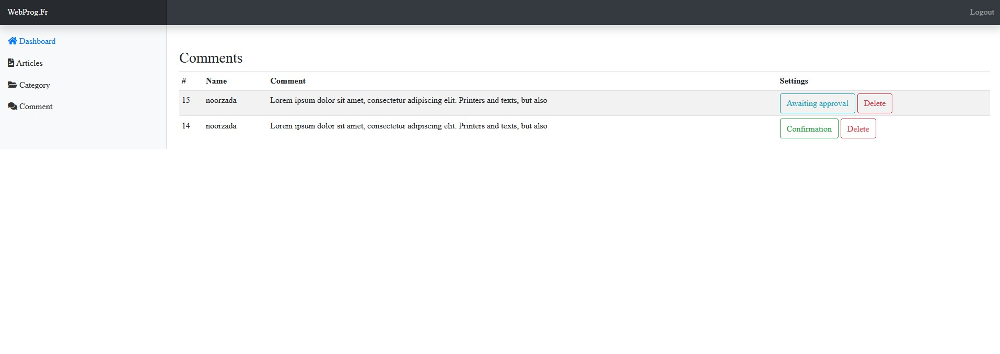 WebProg.Fr
Logout
Dashboard
Articles
Category
Comment
Comments
# Name Comment Settings
15 noorzada Lorem ipsum dolor sit amet, consectetur adipiscing elit. Printers and texts, but also Awaiting approval Delete
14 noorzada Lorem ipsum dolor sit amet, consectetur adipiscing elit. Printers and texts, but also Confirmation Delete